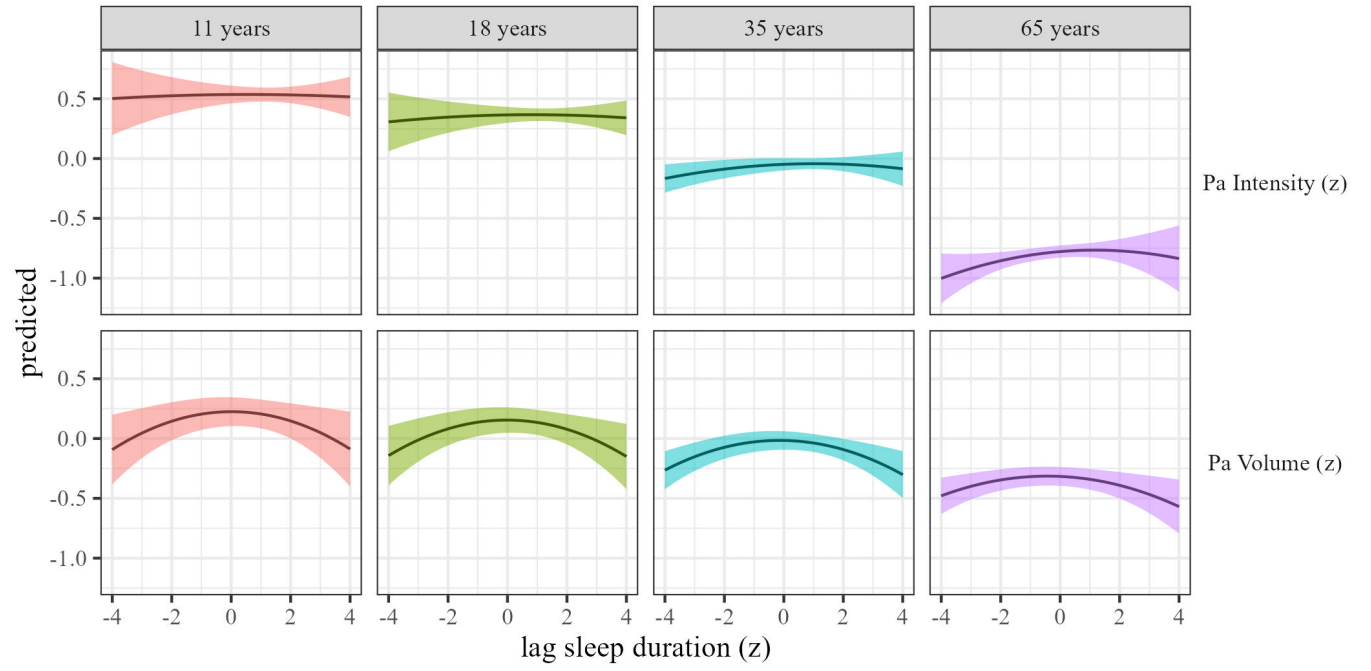 11 years
18 years
35 years
65 years
0.5
0.0
-0.5
-1.0
Pa Intensity (z)
predicted
0.5
0.0
-0.5
-1.0
Pa Volume (z)
-4 -2 0 2 4
-4 -2 0 2 4
-4 -2 0 2 4
-4 -2 0 2 4
lag sleep duration (z)